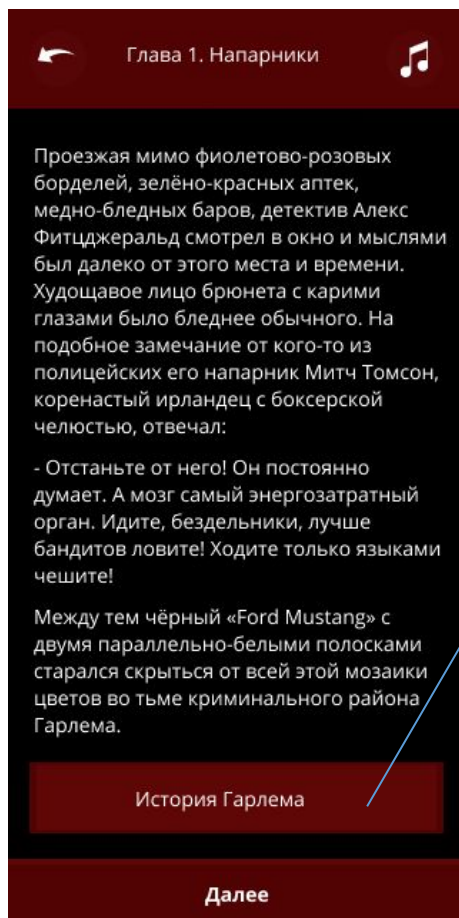 Глава 1. Напарники
Проезжая мимо фиолетово-розовых
борделей, зелёно-красных аптек,
медно-бледных баров, детектив Алекс
Фитцджеральд смотрел в окно и мыслями
был далеко от этого места и времени.
Худощавое лицо брюнета с карими
глазами было бледнее обычного. На
подобное замечание от кого-то из
полицейских его напарник Митч Томсон,
коренастый ирландец с боксерской
челюстью, отвечал:
- Отстаньте от него! Он постоянно
думает. А мозг самый энергозатратный
орган. Идите, бездельники, лучше
бандитов ловите! Ходите только языками
чешите!
Между тем чёрный «Ford Mustang» с
двумя параллельно-белыми полосками
старался скрыться от всей этой мозаики
цветов во тьме криминального района
Гарлема.
История Гарлема
Далее